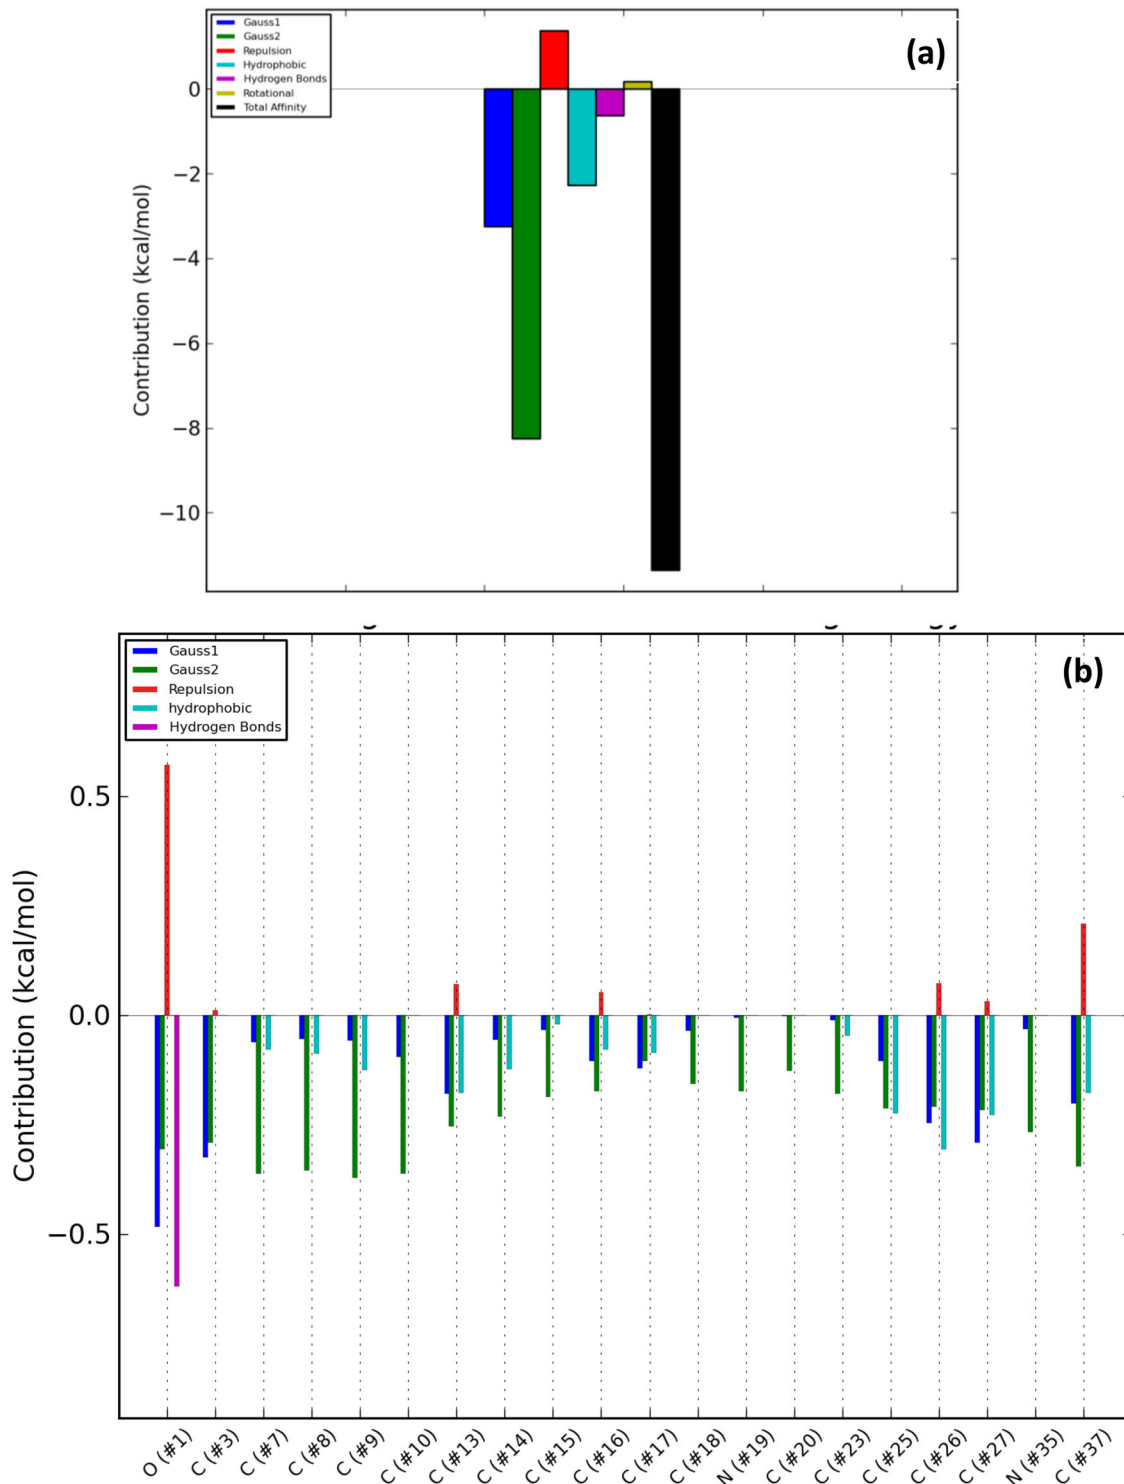 Gauss1
Gauss2
Repulsion
Hydrophobic
Hydrogen Bonds
Rotational
Total Affinity
(a)
0
−2
−4
−6
−8
−10
Contribution (kcal/mol)
Gauss1
Gauss2
Repulsion
hydrophobic
Hydrogen Bonds
(b)
0.5
0.0
−0.5
Contribution (kcal/mol)
O (#1)
C (#3)
C (#7)
C (#8)
C (#9)
C (#10)
C (#13)
C (#14)
C (#15)
C (#16)
C (#17)
C (#18)
N (#19)
C (#20)
C (#23)
C (#25)
C (#26)
C (#27)
N (#35)
C (#37)